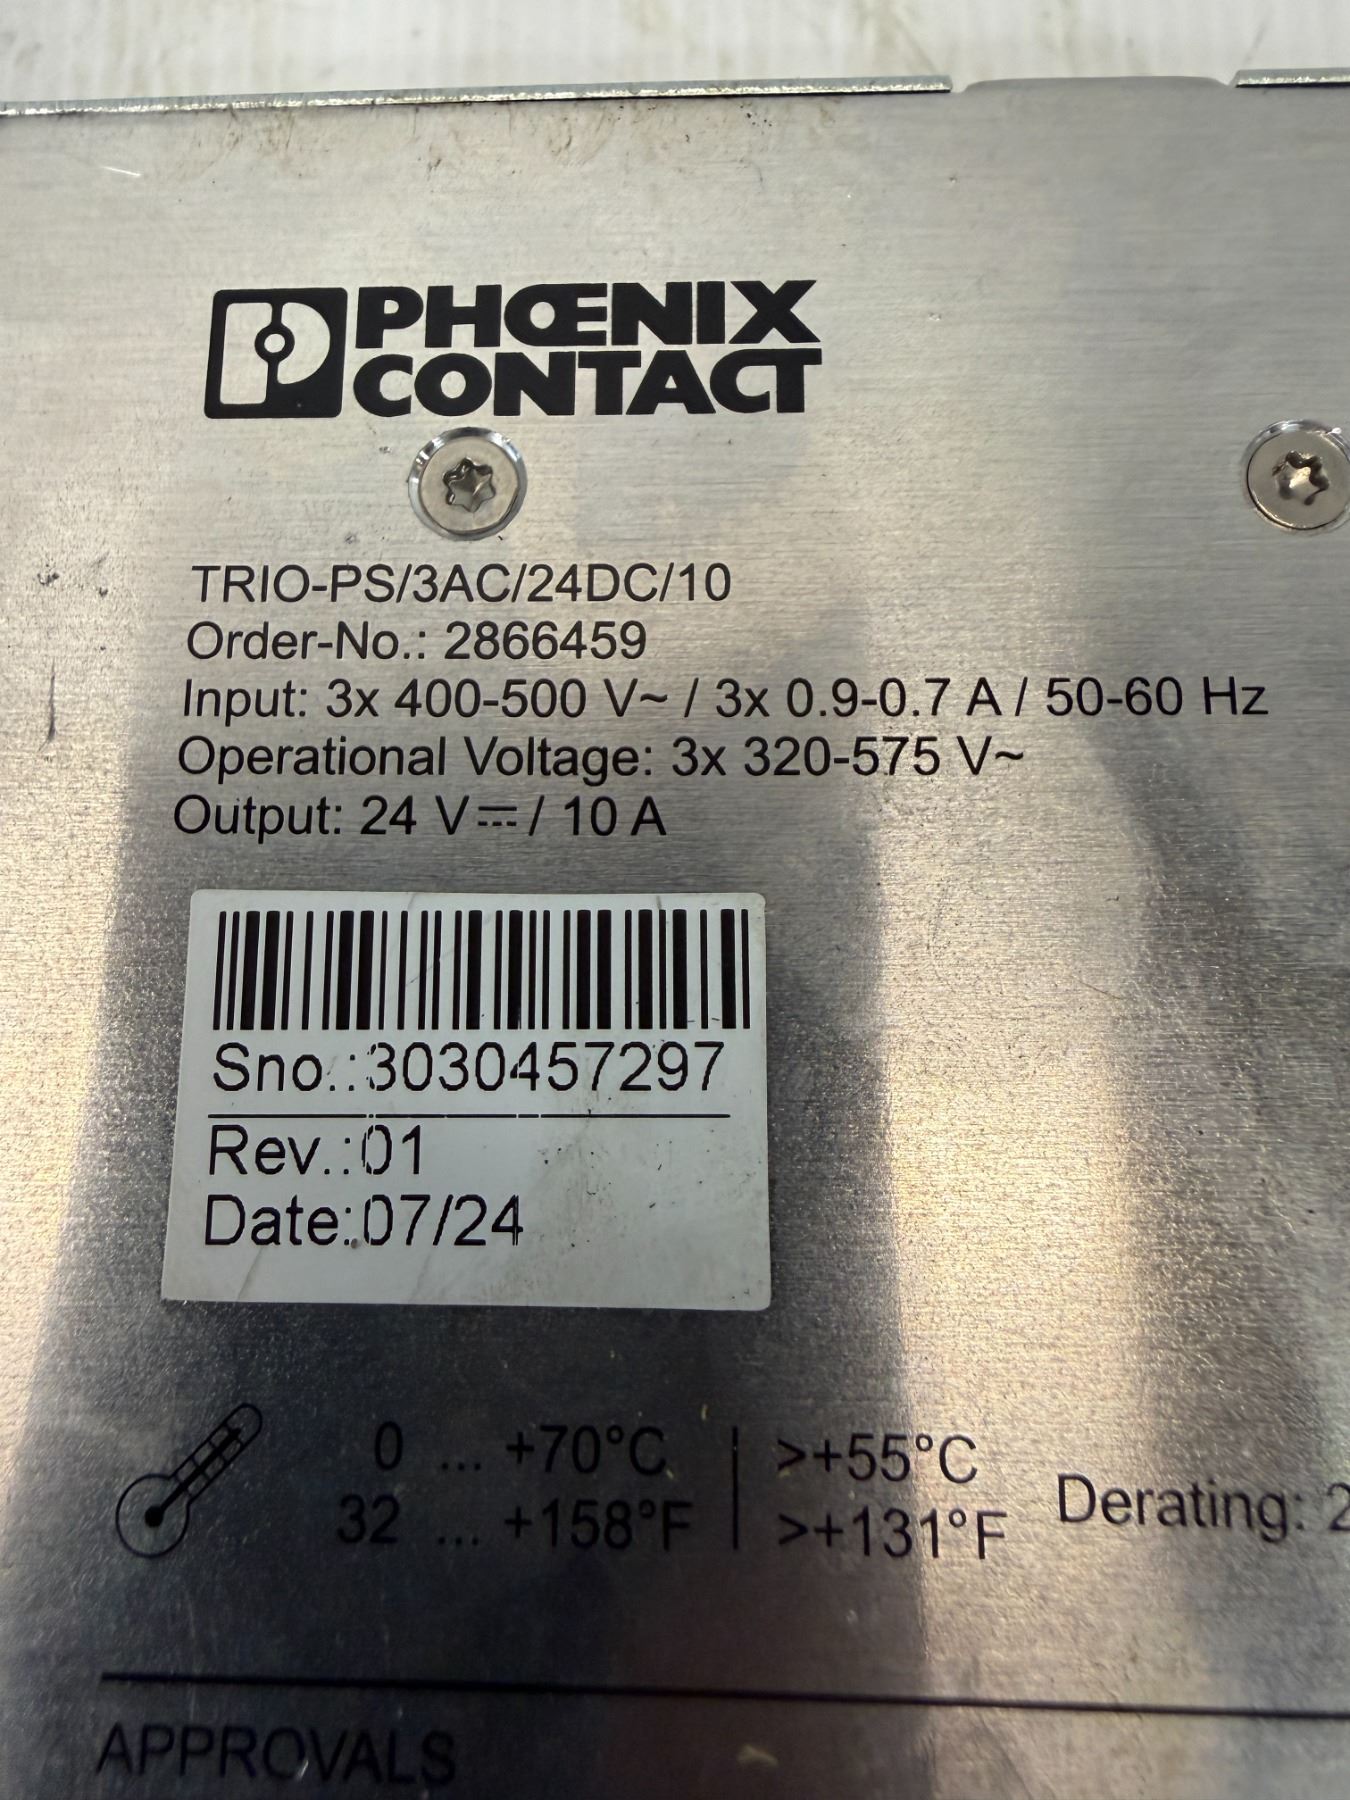 PHŒNIX
CONTACT
TRIO-PS/3AC/24DC/10
Order-No.: 2866459
Input: 3x 400-500 V~ / 3x 0.9-0.7 A / 50-60 Hz
Operational Voltage: 3x 320-575 V~
Output: 24 V⎓ / 10 A
Sno.:3030457297
Rev.:01
Date:07/24
0 ... +70°C | >+55°C
32 ... +158°F | >+131°F
Derating: 2
APPROVALS